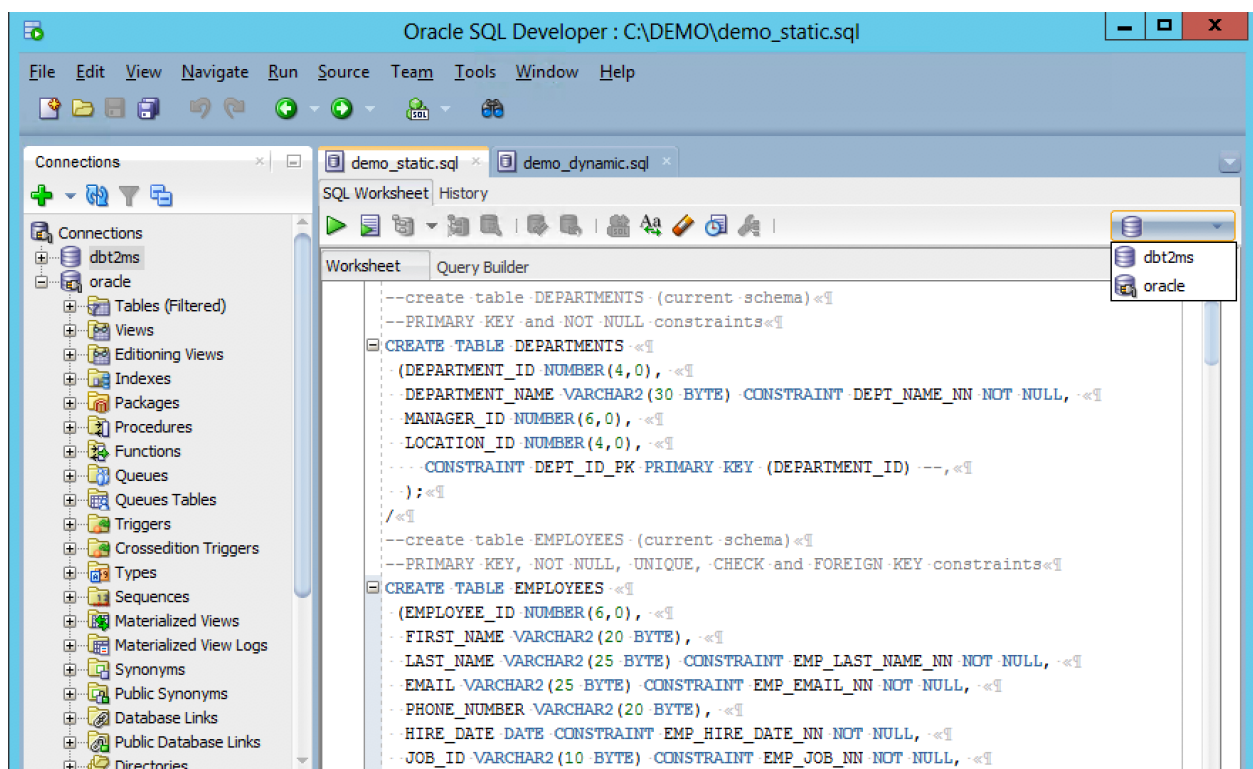 Oracle SQL Developer : C:\DEMO\demo_static.sql
File Edit View Navigate Run Source Team Tools Window Help
Connections
demo_static.sql demo_dynamic.sql
SQL Worksheet History
Connections
dbt2ms
oracle
Tables (Filtered)
Views
Editioning Views
Indexes
Packages
Procedures
Functions
Queues
Queues Tables
Triggers
Crossedition Triggers
Types
Sequences
Materialized Views
Materialized View Logs
Synonyms
Public Synonyms
Database Links
Public Database Links
Directories
dbt2ms
oracle
Worksheet Query Builder
--create table DEPARTMENTS (current schema)«¶
--PRIMARY KEY and NOT NULL constraints«¶
CREATE TABLE DEPARTMENTS «¶
(DEPARTMENT_ID NUMBER(4,0), «¶
DEPARTMENT_NAME VARCHAR2(30 BYTE) CONSTRAINT DEPT_NAME_NN NOT NULL, «¶
MANAGER_ID NUMBER(6,0), «¶
LOCATION_ID NUMBER(4,0), «¶
CONSTRAINT DEPT_ID_PK PRIMARY KEY (DEPARTMENT_ID) --,«¶
);«¶
/«¶
--create table EMPLOYEES (current schema)«¶
--PRIMARY KEY, NOT NULL, UNIQUE, CHECK and FOREIGN KEY constraints«¶
CREATE TABLE EMPLOYEES «¶
(EMPLOYEE_ID NUMBER(6,0), «¶
FIRST_NAME VARCHAR2(20 BYTE), «¶
LAST_NAME VARCHAR2(25 BYTE) CONSTRAINT EMP_LAST_NAME_NN NOT NULL, «¶
EMAIL VARCHAR2(25 BYTE) CONSTRAINT EMP_EMAIL_NN NOT NULL, «¶
PHONE_NUMBER VARCHAR2(20 BYTE), «¶
HIRE_DATE DATE CONSTRAINT EMP_HIRE_DATE_NN NOT NULL, «¶
JOB_ID VARCHAR2(10 BYTE) CONSTRAINT EMP_JOB_NN NOT NULL, «¶